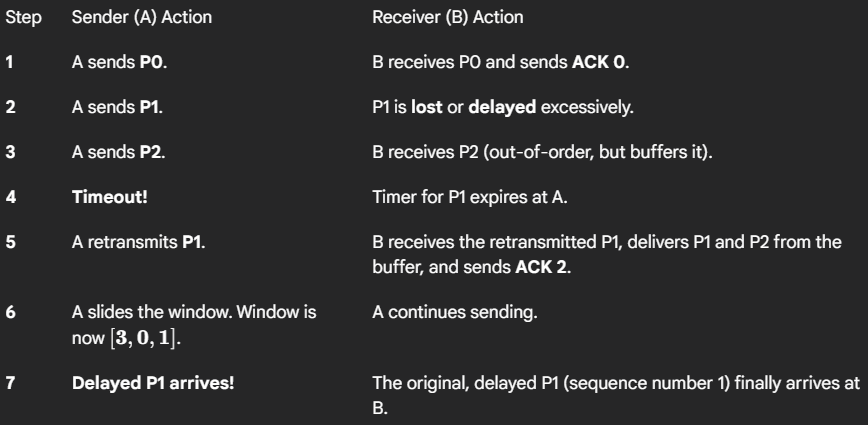 Step Sender (A) Action Receiver (B) Action
1 A sends P0. B receives P0 and sends ACK 0.
2 A sends P1. P1 is lost or delayed excessively.
3 A sends P2. B receives P2 (out-of-order, but buffers it).
4 Timeout! Timer for P1 expires at A.
5 A retransmits P1. B receives the retransmitted P1, delivers P1 and P2 from the
buffer, and sends ACK 2.
6 A slides the window. Window is A continues sending.
now [3, 0, 1].
7 Delayed P1 arrives! The original, delayed P1 (sequence number 1) finally arrives at
B.